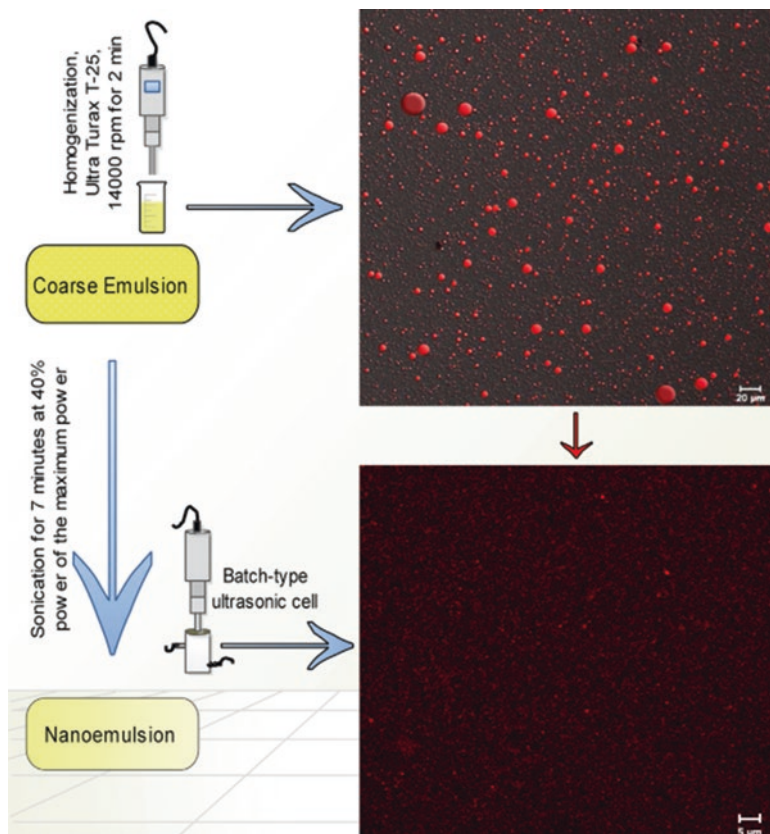 Homogenization,
Ultra Turax T-25,
14000 rpm for 2 min
Coarse Emulsion
20 µm
Sonication for 7 minutes at 40%
power of the maximum power
Batch-type
ultrasonic cell
Nanoemulsion
5 µm